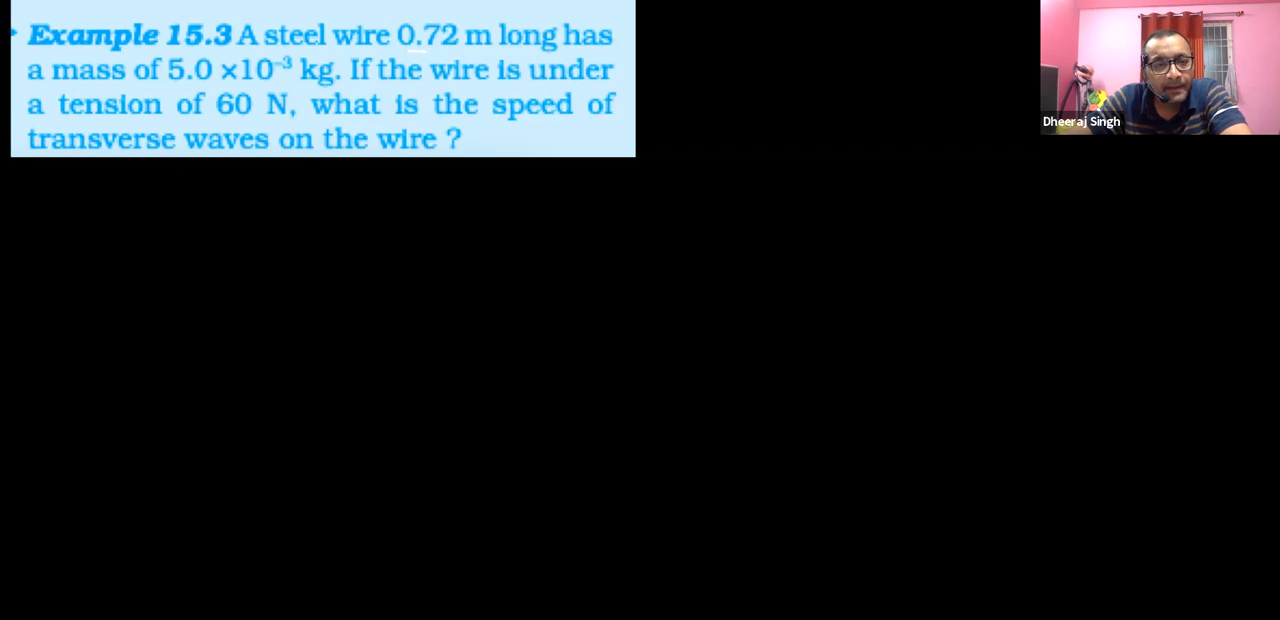 Example 15.3 A steel wire 0.72 m long has
a mass of 5.0 ×10⁻³ kg. If the wire is under
a tension of 60 N, what is the speed of
transverse waves on the wire ?
Dheeraj Singh